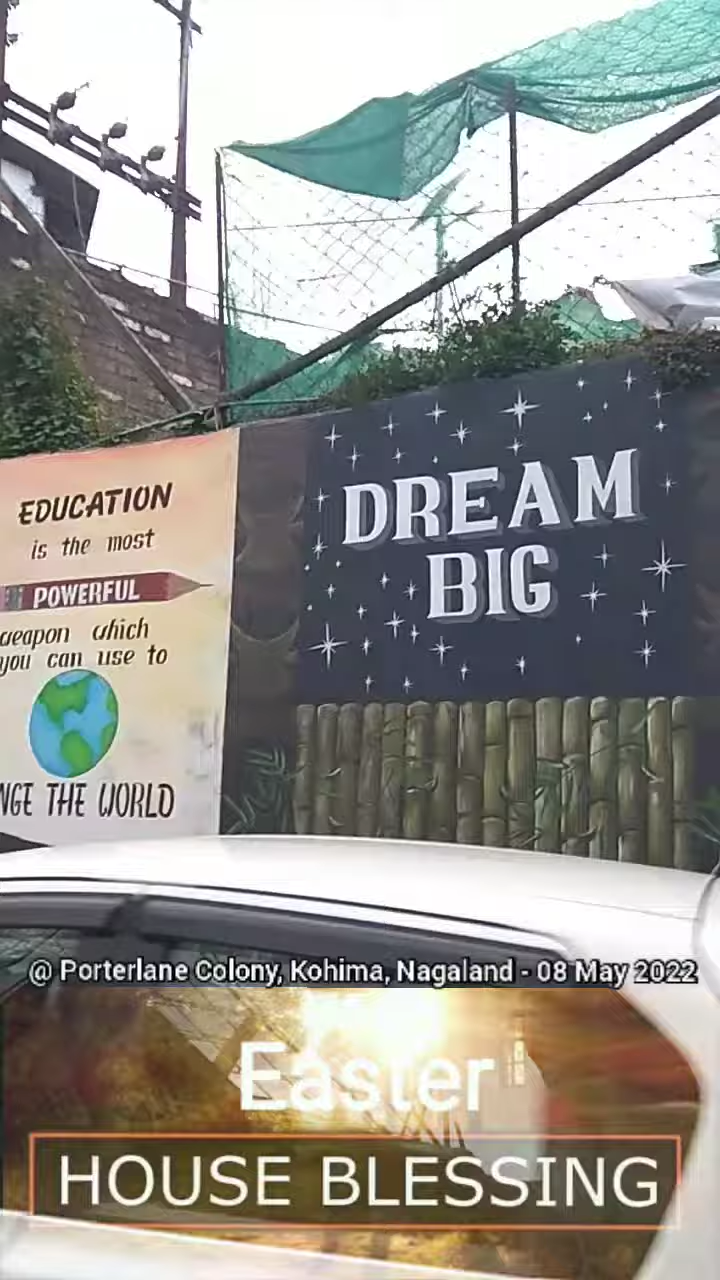 EDUCATION
is the most
POWERFUL
weapon which
you can use to
NGE THE WORLD
DREAM
BIG
@ Porterlane Colony, Kohima, Nagaland - 08 May 2022
Easter
HOUSE BLESSING